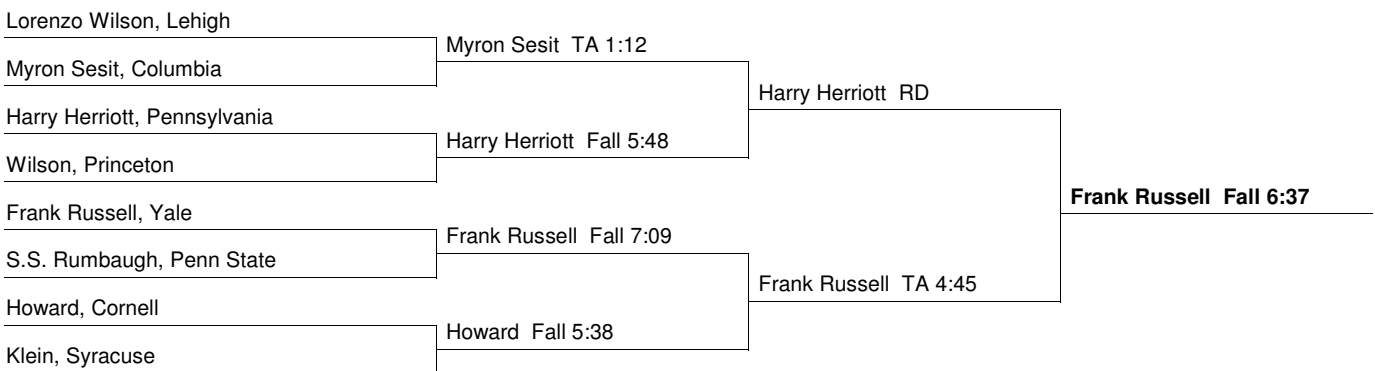 Lorenzo Wilson, Lehigh
Myron Sesit TA 1:12
Myron Sesit, Columbia
Harry Herriott RD
Harry Herriott, Pennsylvania
Harry Herriott Fall 5:48
Wilson, Princeton
Frank Russell Fall 6:37
Frank Russell, Yale
Frank Russell Fall 7:09
S.S. Rumbaugh, Penn State
Frank Russell TA 4:45
Howard, Cornell
Howard Fall 5:38
Klein, Syracuse